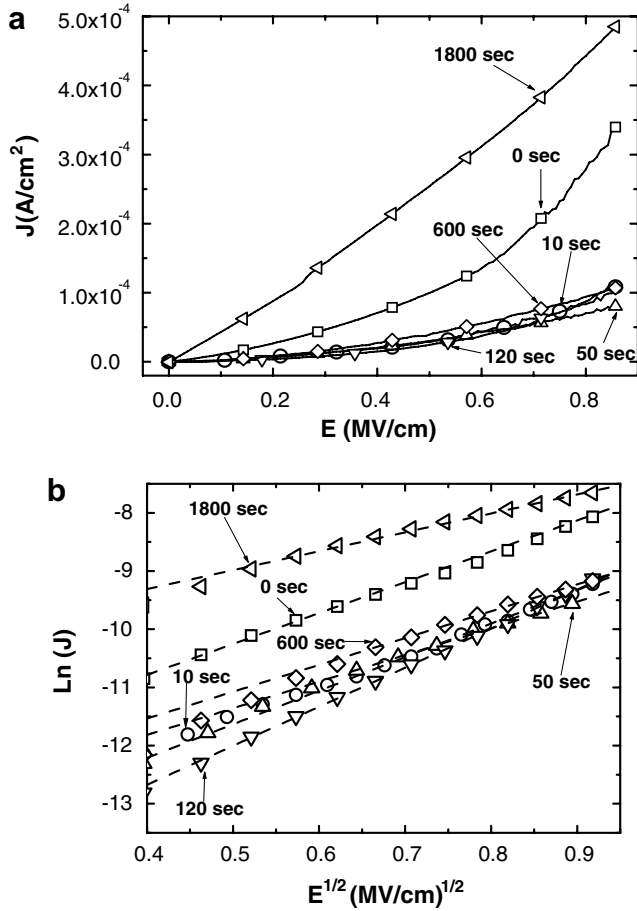 a
5.0x10⁻⁴
4.0x10⁻⁴
3.0x10⁻⁴
2.0x10⁻⁴
1.0x10⁻⁴
0.0
J(A/cm²)
1800 sec
0 sec
600 sec
10 sec
120 sec
50 sec
0.0 0.2 0.4 0.6 0.8
E (MV/cm)
b
-8
-9
-10
-11
-12
-13
Ln (J)
1800 sec
0 sec
600 sec
10 sec
50 sec
120 sec
0.4 0.5 0.6 0.7 0.8 0.9
E^1/2 (MV/cm)^1/2